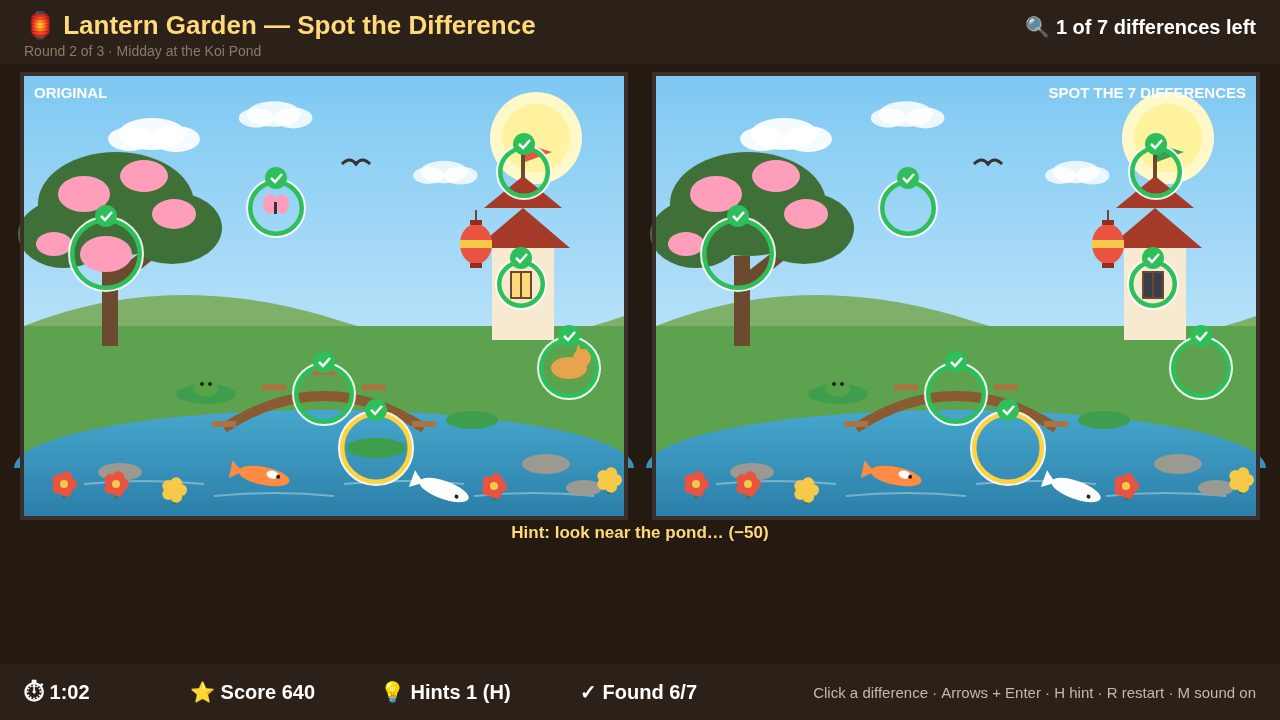 🏮 Lantern Garden — Spot the Difference
Round 2 of 3 · Midday at the Koi Pond
🔍 1 of 7 differences left
ORIGINAL
SPOT THE 7 DIFFERENCES
Hint: look near the pond… (−50)
⏱ 1:02
⭐ Score 640
💡 Hints 1 (H)
✓ Found 6/7
Click a difference · Arrows + Enter · H hint · R restart · M sound on